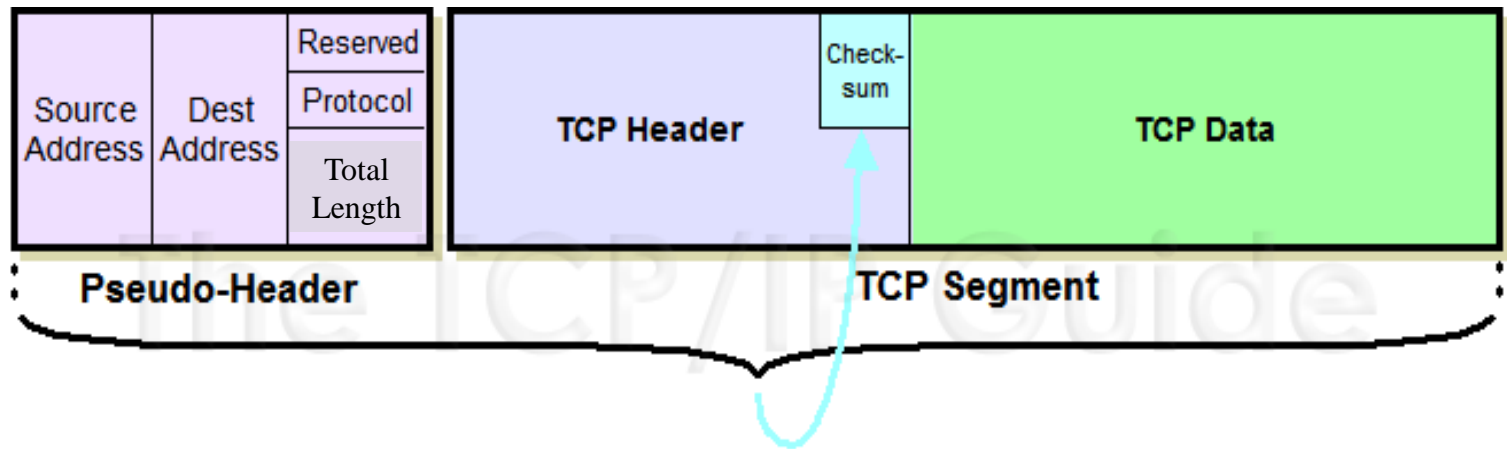 Source
Address
Dest
Address
Reserved
Protocol
Total
Length
TCP Header
Check-
sum
TCP Data
Pseudo-Header
TCP Segment
The TCP/IP Guide